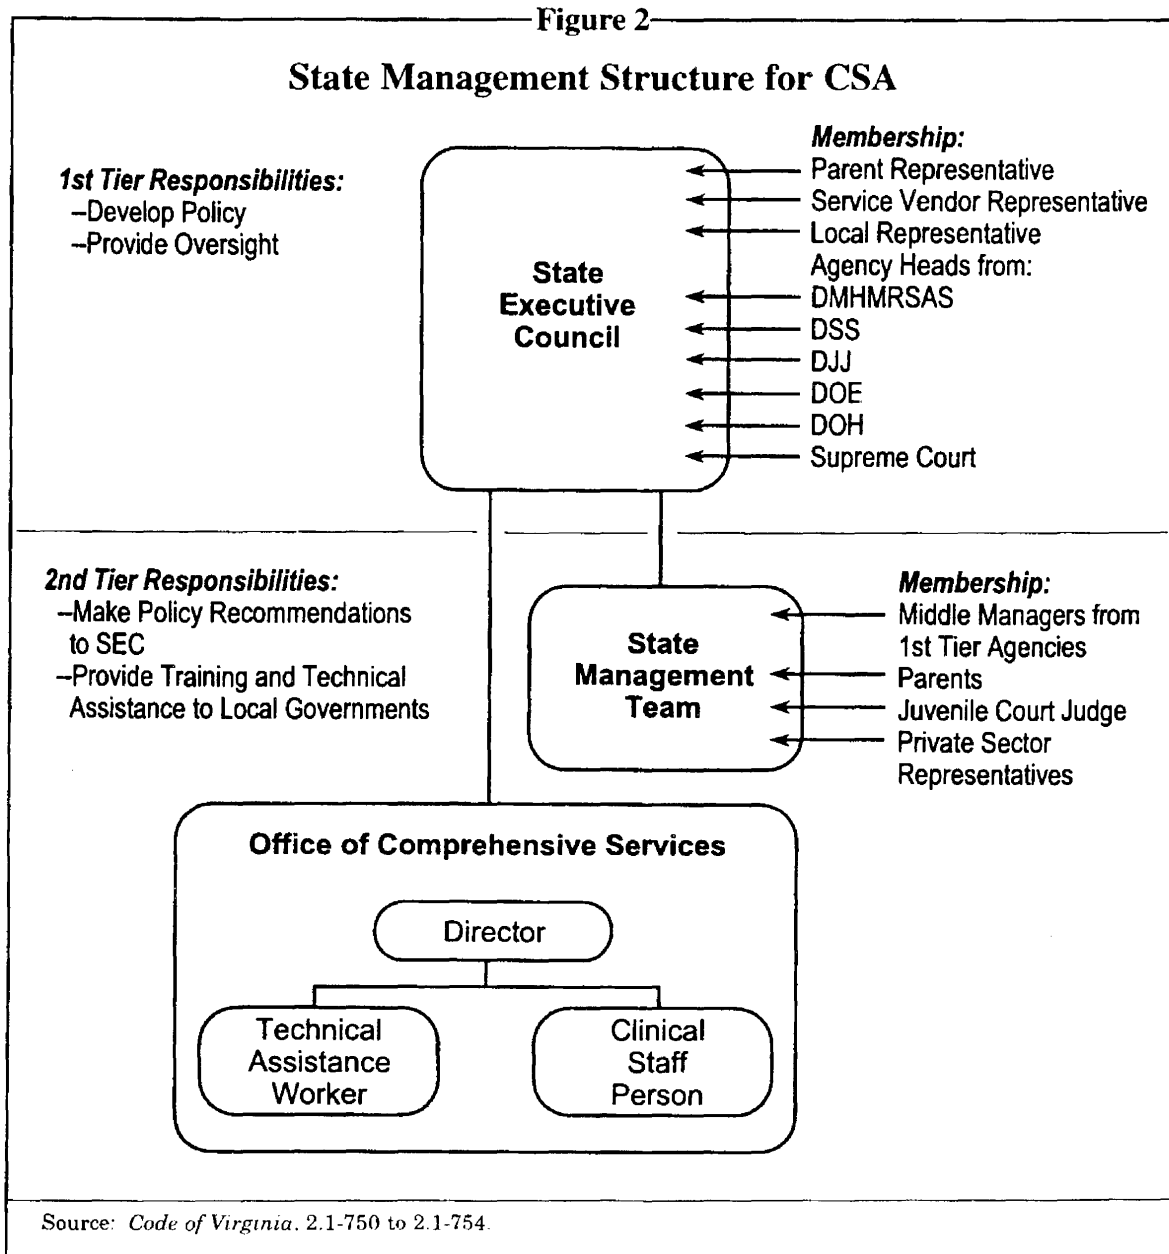 Figure 2
State Management Structure for CSA
1st Tier Responsibilities:
–Develop Policy
–Provide Oversight
State
Executive
Council
Membership:
Parent Representative
Service Vendor Representative
Local Representative
Agency Heads from:
DMHMRSAS
DSS
DJJ
DOE
DOH
Supreme Court
2nd Tier Responsibilities:
–Make Policy Recommendations
to SEC
–Provide Training and Technical
Assistance to Local Governments
State
Management
Team
Membership:
Middle Managers from
1st Tier Agencies
Parents
Juvenile Court Judge
Private Sector
Representatives
Office of Comprehensive Services
Director
Technical
Assistance
Worker
Clinical
Staff
Person
Source: Code of Virginia. 2.1-750 to 2.1-754.